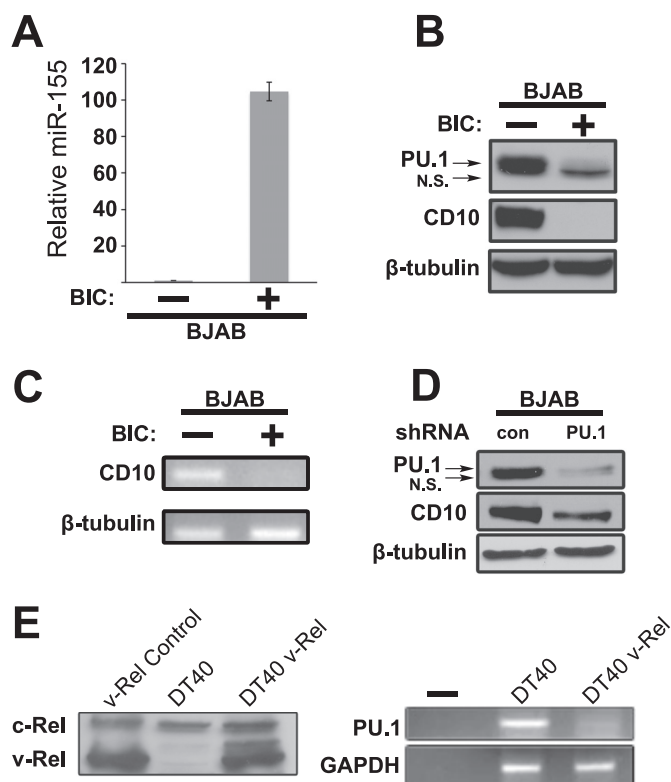 A
Relative miR-155
120
100
80
60
40
20
BIC: − +
BJAB
B
BJAB
BIC: − +
PU.1
N.S.
CD10
β-tubulin
C
BJAB
BIC: − +
CD10
β-tubulin
D
BJAB
shRNA con PU.1
PU.1
N.S.
CD10
β-tubulin
E
v-Rel Control DT40 DT40 v-Rel
c-Rel
v-Rel
− DT40 DT40 v-Rel
PU.1
GAPDH